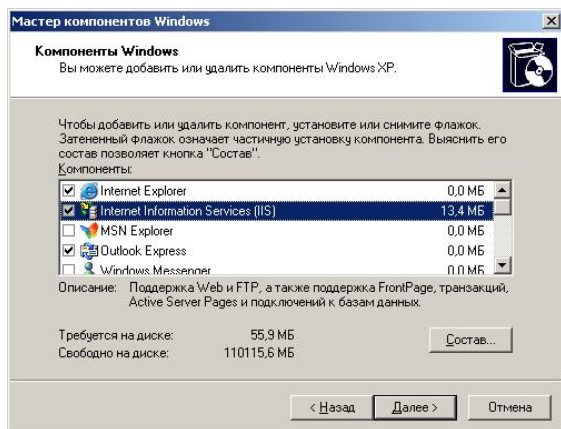 Мастер компонентов Windows
Компоненты Windows
Вы можете добавить или удалить компоненты Windows XP.
Чтобы добавить или удалить компонент, установите или снимите флажок.
Затененный флажок означает частичную установку компонента. Выяснить его
состав позволяет кнопка "Состав".
Компоненты:
Internet Explorer 0,0 МБ
Internet Information Services (IIS) 13,4 МБ
MSN Explorer 0,0 МБ
Outlook Express 0,0 МБ
Windows Messenger 0,0 МБ
Описание: Поддержка Web и FTP, а также поддержка FrontPage, транзакций,
Active Server Pages и подключений к базам данных.
Требуется на диске: 55,9 МБ
Свободно на диске: 110115,6 МБ
Состав...
< Назад Далее > Отмена